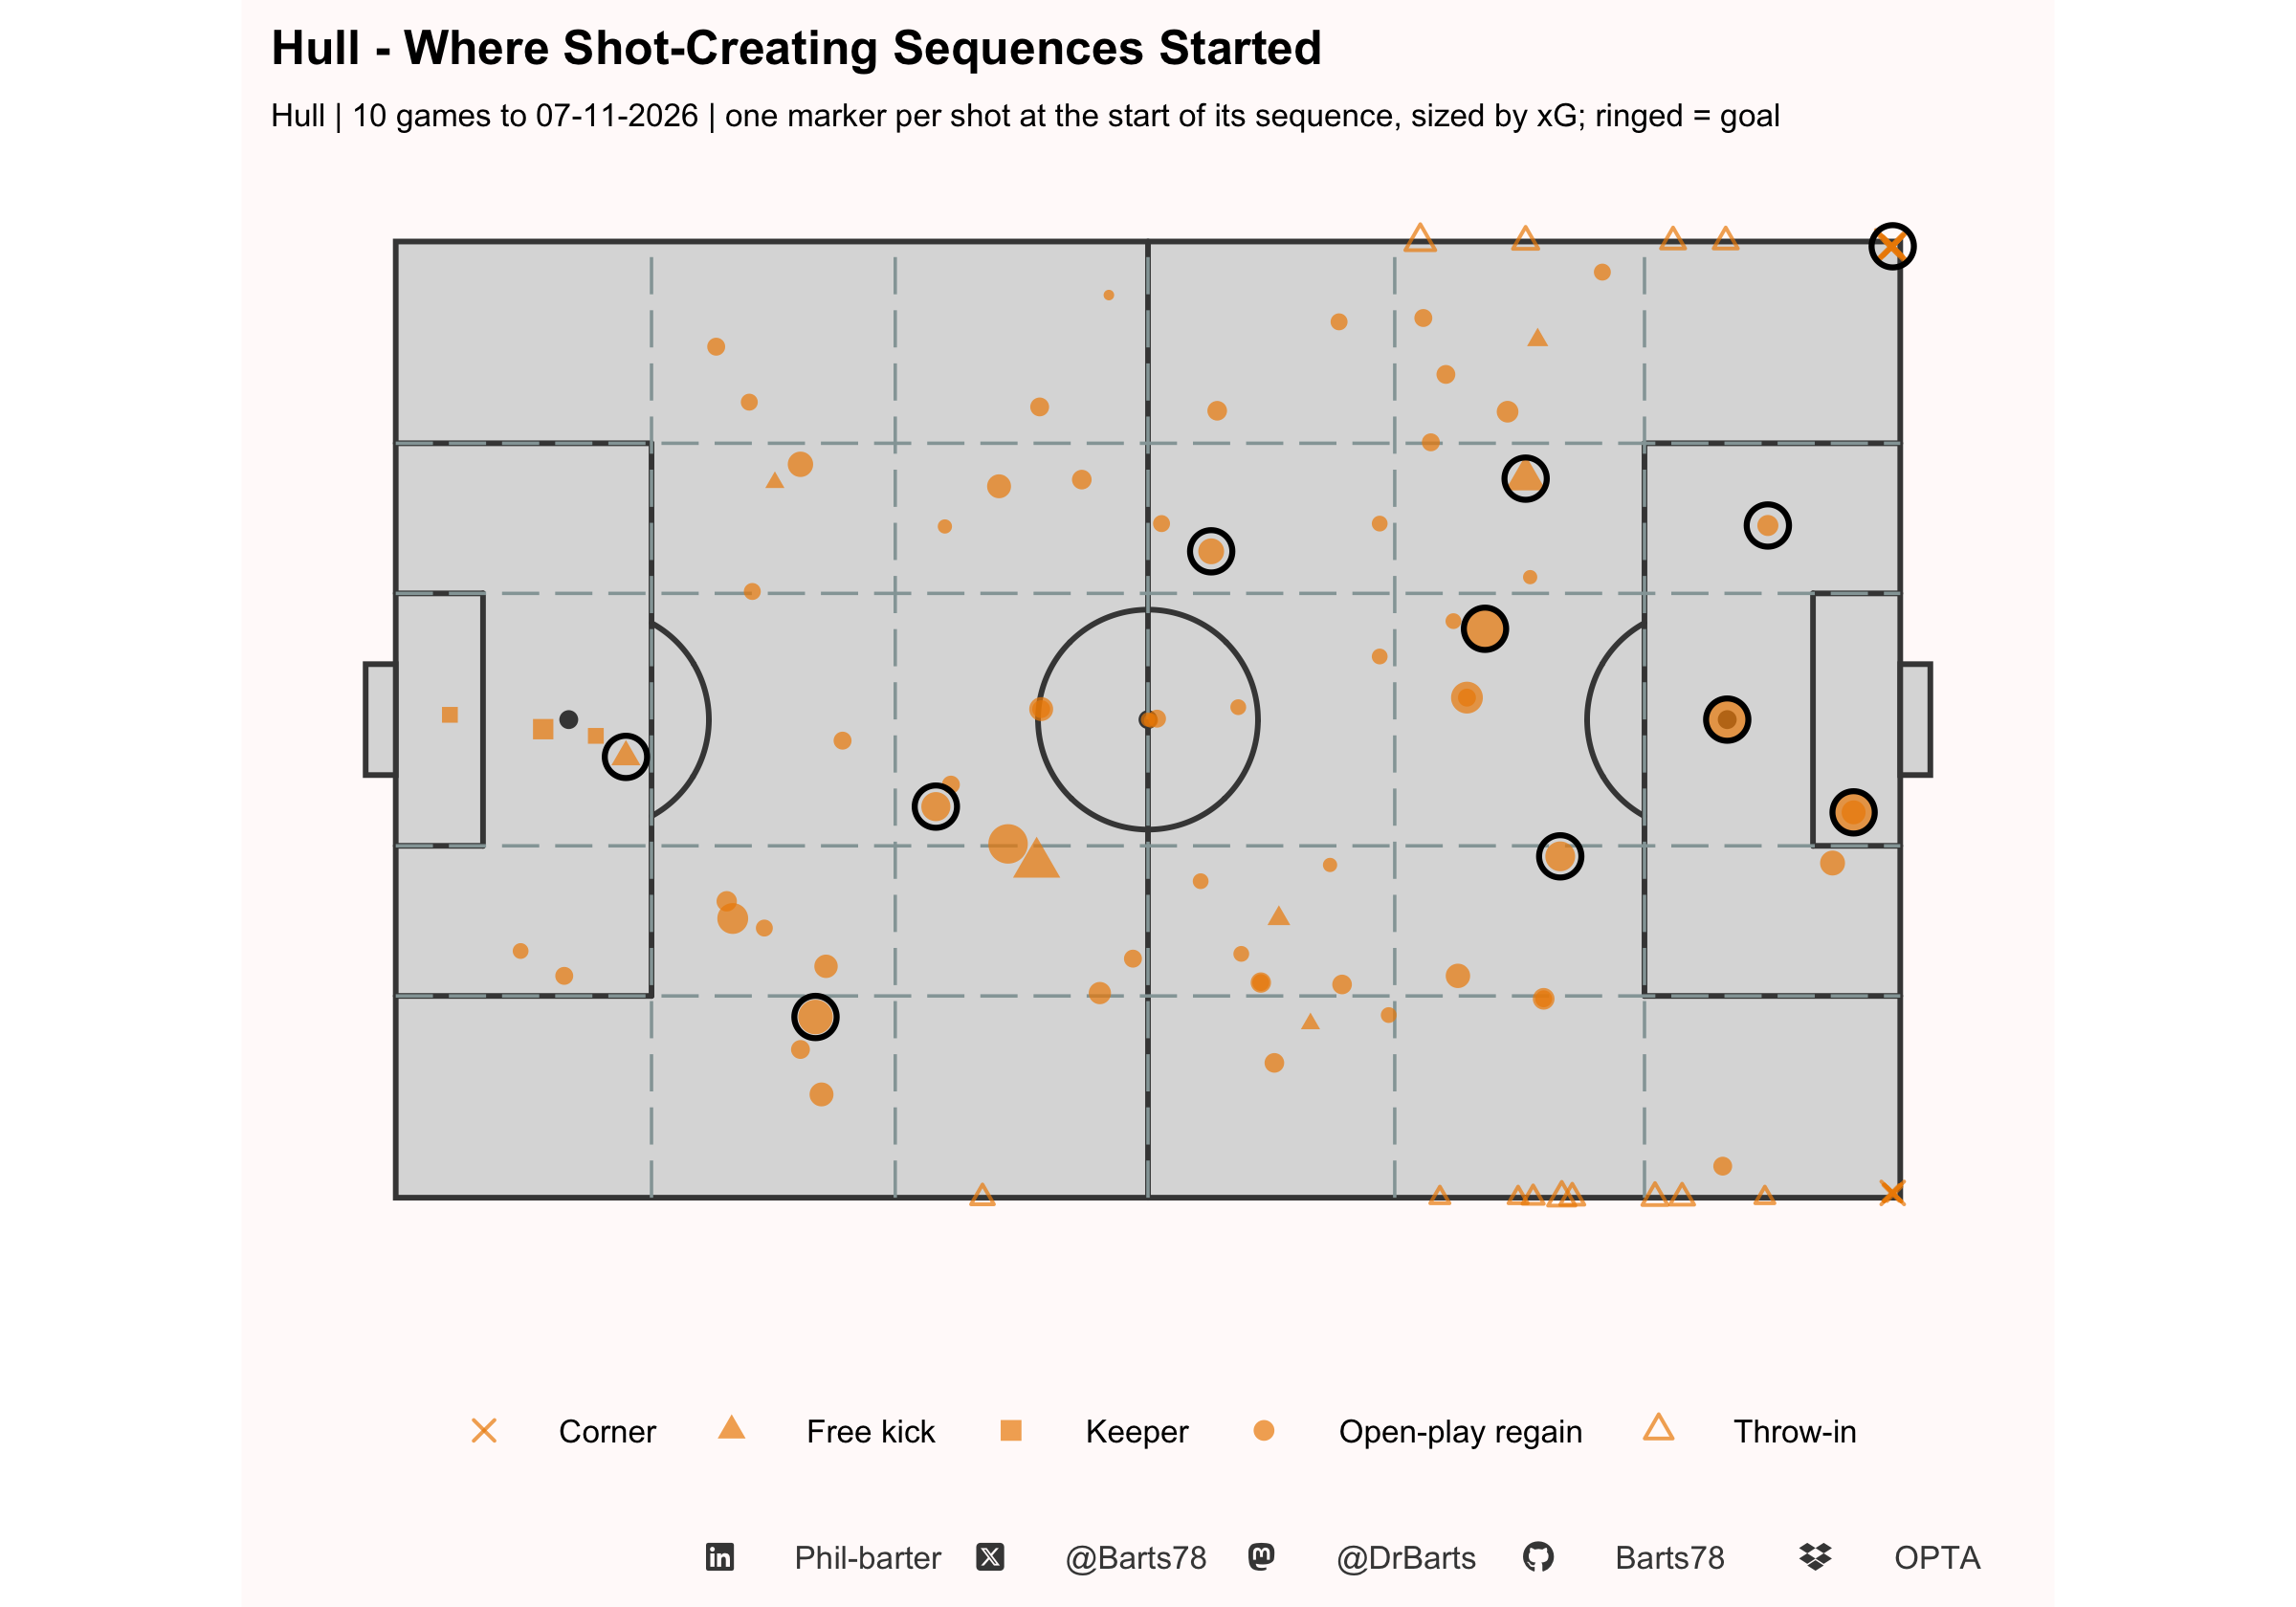 Hull - Where Shot-Creating Sequences Started
Hull | 10 games to 07-11-2026 | one marker per shot at the start of its sequence, sized by xG; ringed = goal
Corner Free kick Keeper Open-play regain Throw-in
Phil-barter @Barts78 @DrBarts Barts78 OPTA